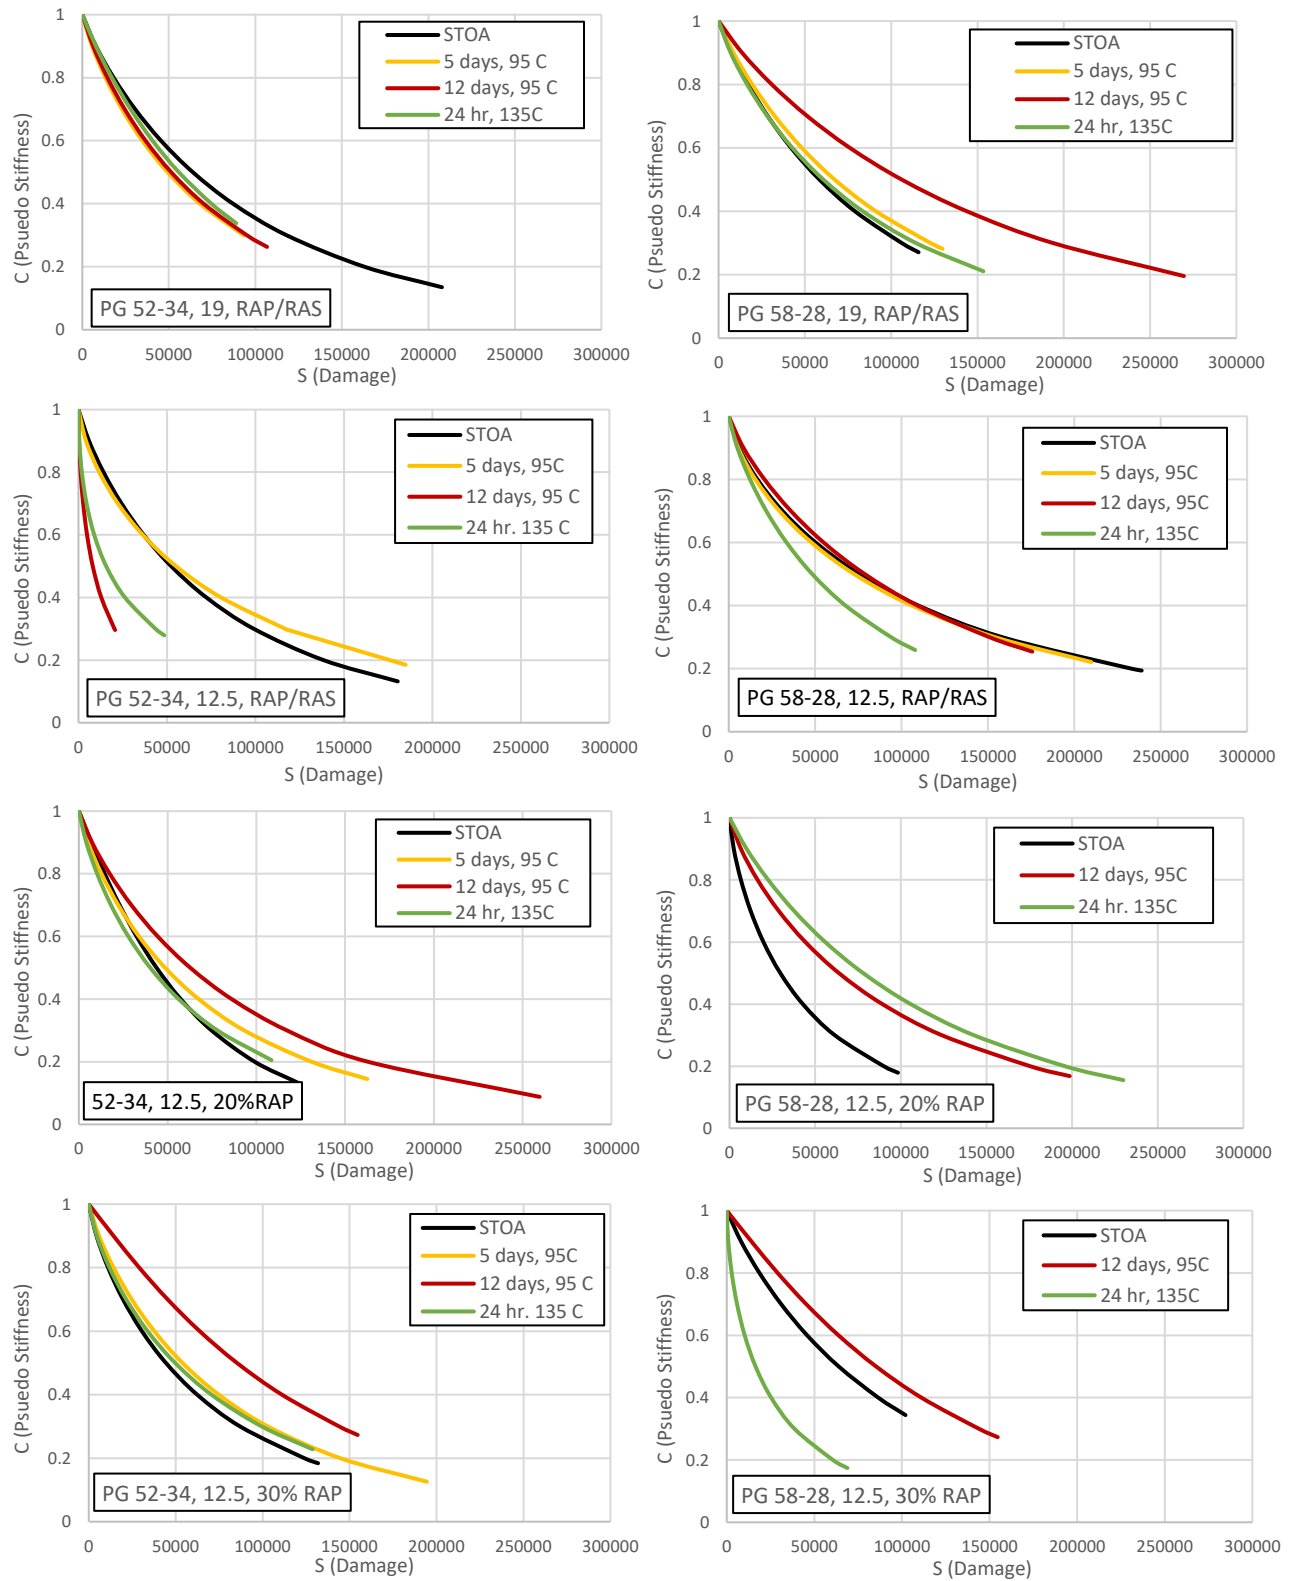 1
0.8
0.6
0.4
0.2
0
C (Psuedo Stiffness)
STOA
5 days, 95 C
12 days, 95 C
24 hr, 135C
PG 52-34, 19, RAP/RAS
0 50000 100000 150000 200000 250000 300000
S (Damage)
1
0.8
0.6
0.4
0.2
0
C (Psuedo Stiffness)
STOA
5 days, 95 C
12 days, 95 C
24 hr, 135C
PG 58-28, 19, RAP/RAS
0 50000 100000 150000 200000 250000 300000
S (Damage)
1
0.8
0.6
0.4
0.2
0
C (Psuedo Stiffness)
STOA
5 days, 95C
12 days, 95 C
24 hr. 135 C
PG 52-34, 12.5, RAP/RAS
0 50000 100000 150000 200000 250000 300000
S (Damage)
1
0.8
0.6
0.4
0.2
0
C (Psuedo Stiffness)
STOA
5 days, 95C
12 days, 95C
24 hr, 135C
PG 58-28, 12.5, RAP/RAS
0 50000 100000 150000 200000 250000 300000
S (Damage)
1
0.8
0.6
0.4
0.2
0
C (Psuedo Stiffness)
STOA
5 days, 95 C
12 days, 95 C
24 hr, 135C
52-34, 12.5, 20%RAP
0 50000 100000 150000 200000 250000 300000
S (Damage)
1
0.8
0.6
0.4
0.2
0
C (Psuedo Stiffness)
STOA
12 days, 95C
24 hr. 135C
PG 58-28, 12.5, 20% RAP
0 50000 100000 150000 200000 250000 300000
S (Damage)
1
0.8
0.6
0.4
0.2
0
C (Psuedo Stiffness)
STOA
5 days, 95C
12 days, 95 C
24 hr. 135 C
PG 52-34, 12.5, 30% RAP
0 50000 100000 150000 200000 250000 300000
S (Damage)
1
0.8
0.6
0.4
0.2
0
C (Psuedo Stiffness)
STOA
12 days, 95C
24 hr, 135C
PG 58-28, 12.5, 30% RAP
0 50000 100000 150000 200000 250000 300000
S (Damage)